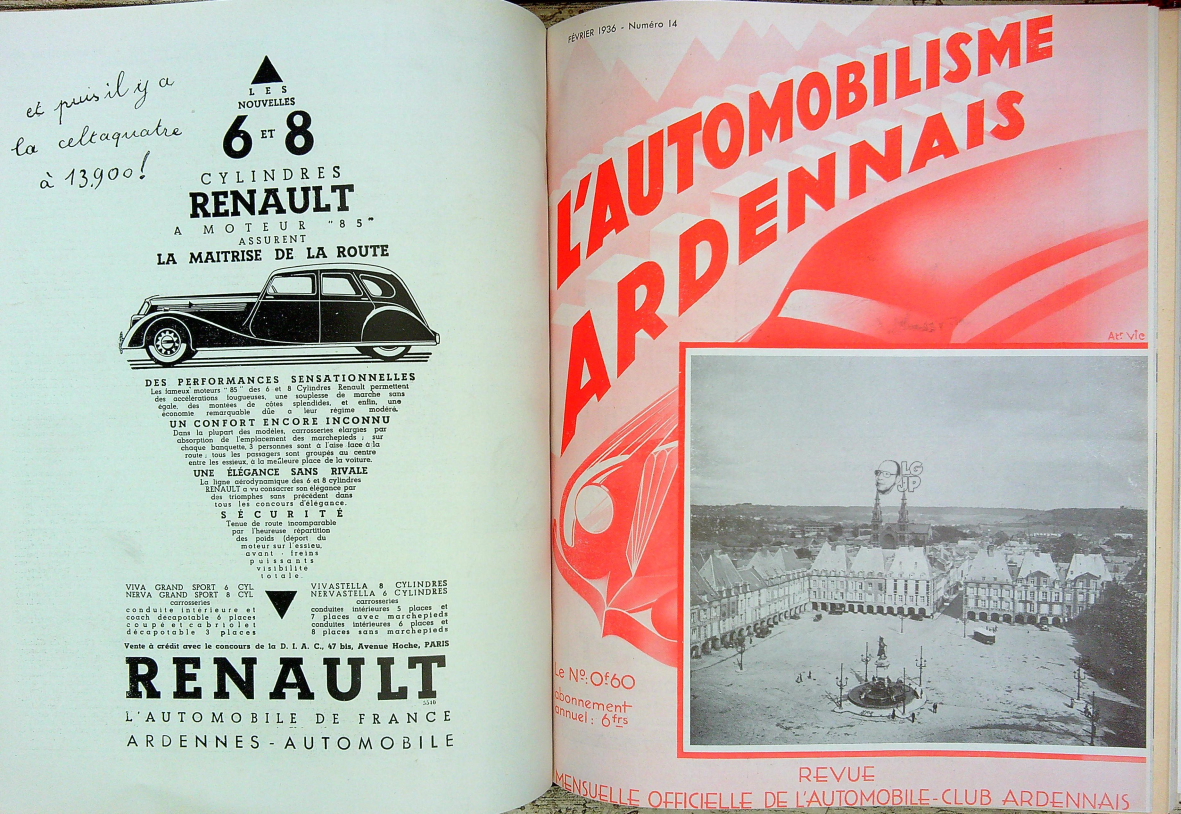 et puis il y a
la celtaquatre
à 13.900!
LES
NOUVELLES
6 ET 8
CYLINDRES
RENAULT
A MOTEUR "85"
ASSURENT
LA MAITRISE DE LA ROUTE
DES PERFORMANCES SENSATIONNELLES
Les fameux moteurs "85" des 6 et 8 Cylindres Renault permettent
des accélérations fougueuses, une souplesse de marche sans
égale, des montées de côtes splendides, et enfin, une
économie remarquable dûe a leur régime modéré.
UN CONFORT ENCORE INCONNU
Dans la plupart des modèles, carrosseries élargies par
absorption de l'emplacement des marchepieds ; sur
chaque banquette, 3 personnes sont à l'aise face à la
route ; tous les passagers sont groupés au centre
entre les essieux, à la meilleure place de la voiture.
UNE ÉLÉGANCE SANS RIVALE
La ligne aérodynamique des 6 et 8 cylindres
RENAULT a vu consacrer son élégance par
des triomphes sans précédent dans
tous les concours d'élégance.
SÉCURITÉ
Tenue de route incomparable
par l'heureuse répartition
des poids (déport du
moteur sur l'essieu,
avant - freins
puissants
visibilité
totale.
VIVA GRAND SPORT 6 CYL
NERVA GRAND SPORT 8 CYL
carrosseries
conduite intérieure et
coach décapotable 6 places
coupé et cabriolet
décapotable 3 places
VIVASTELLA 8 CYLINDRES
NERVASTELLA 6 CYLINDRES
carrosseries
conduites intérieures 5 places et
7 places avec marchepieds
conduites intérieures 6 places et
8 places sans marchepieds
Vente à crédit avec le concours de la D. I. A. C., 47 bis, Avenue Hoche, PARIS
RENAULT
5540
L'AUTOMOBILE DE FRANCE
ARDENNES - AUTOMOBILE
FÉVRIER 1936 - Numéro 14
L'AUTOMOBILISME
ARDENNAIS
At. Vie
LG
JP
Le No: 0f.60
abonnement
annuel : 6frs
REVUE
MENSUELLE OFFICIELLE DE L'AUTOMOBILE-CLUB ARDENNAIS